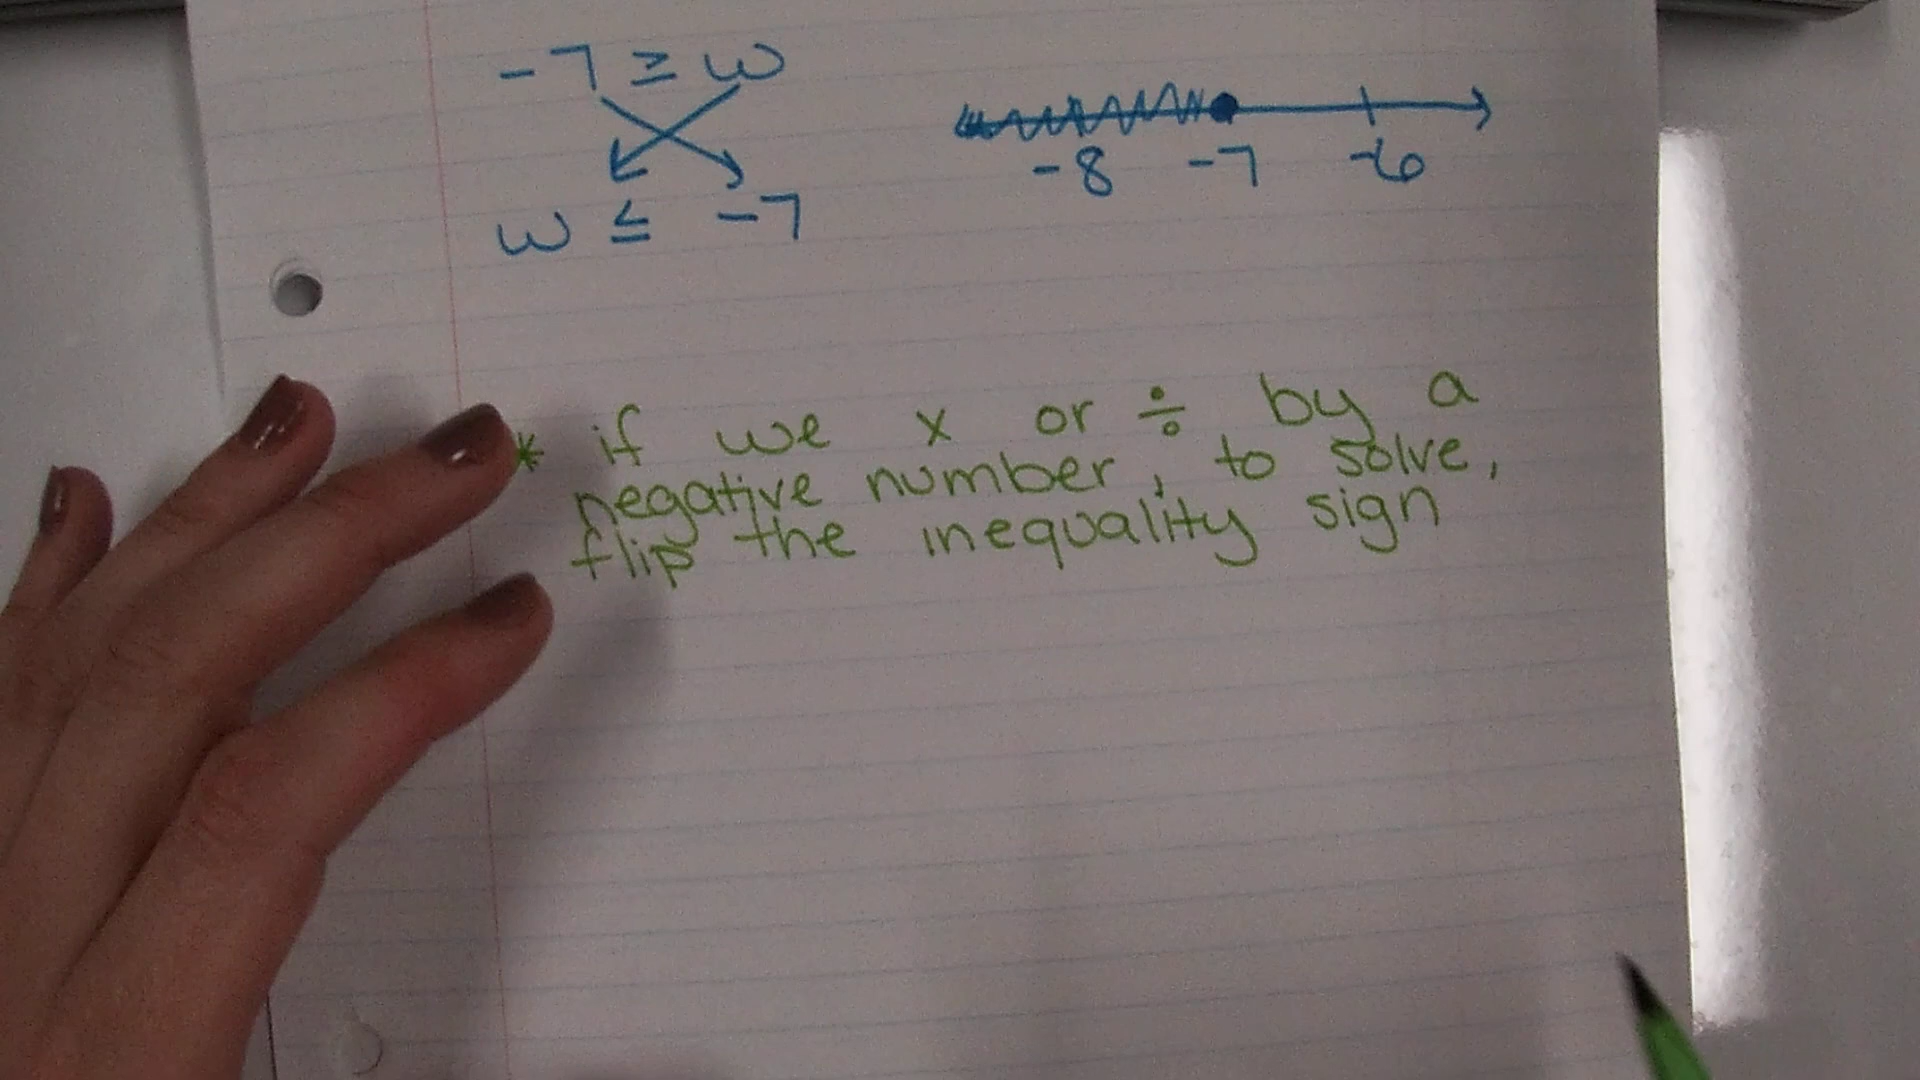 -7 ≥ w
w ≤ -7
-8 -7 -6
* if we x or ÷ by a
negative number, to solve,
flip the inequality sign